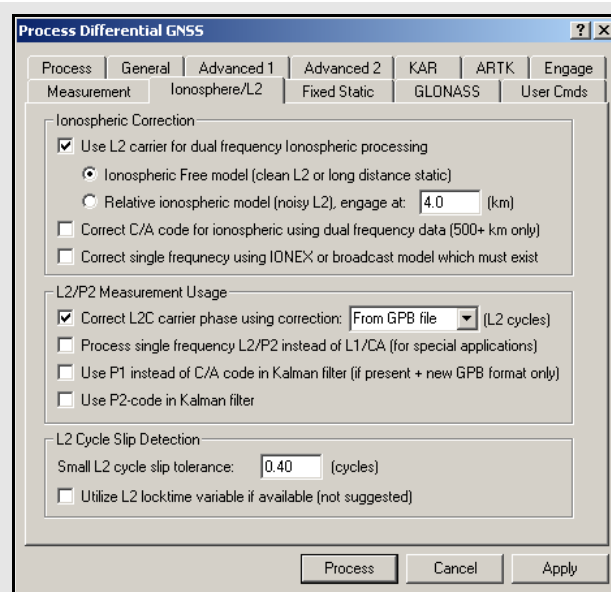 Process Differential GNSS
Process General Advanced 1 Advanced 2 KAR ARTK Engage
Measurement Ionosphere/L2 Fixed Static GLONASS User Cmds
Ionospheric Correction
Use L2 carrier for dual frequency Ionospheric processing
Ionospheric Free model (clean L2 or long distance static)
Relative ionospheric model (noisy L2), engage at: 4.0 (km)
Correct C/A code for ionospheric using dual frequency data (500+ km only)
Correct single frequnecy using IONEX or broadcast model which must exist
L2/P2 Measurement Usage
Correct L2C carrier phase using correction: From GPB file (L2 cycles)
Process single frequency L2/P2 instead of L1/CA (for special applications)
Use P1 instead of C/A code in Kalman filter (if present + new GPB format only)
Use P2-code in Kalman filter
L2 Cycle Slip Detection
Small L2 cycle slip tolerance: 0.40 (cycles)
Utilize L2 locktime variable if available (not suggested)
Process Cancel Apply